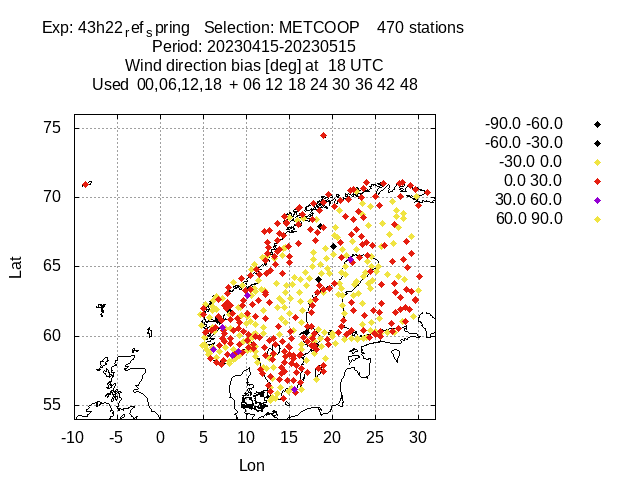 Exp: 43h22ref_spring Selection: METCOOP 470 stations
Period: 20230415-20230515
Wind direction bias [deg] at 18 UTC
Used 00,06,12,18 + 06 12 18 24 30 36 42 48
-90.0 -60.0
-60.0 -30.0
-30.0 0.0
0.0 30.0
30.0 60.0
60.0 90.0
75
70
65
60
55
Lat
-10 -5 0 5 10 15 20 25 30
Lon